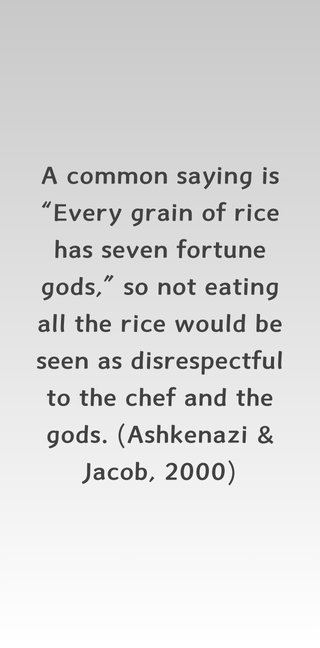 A common saying is
“Every grain of rice
has seven fortune
gods,” so not eating
all the rice would be
seen as disrespectful
to the chef and the
gods. (Ashkenazi &
Jacob, 2000)